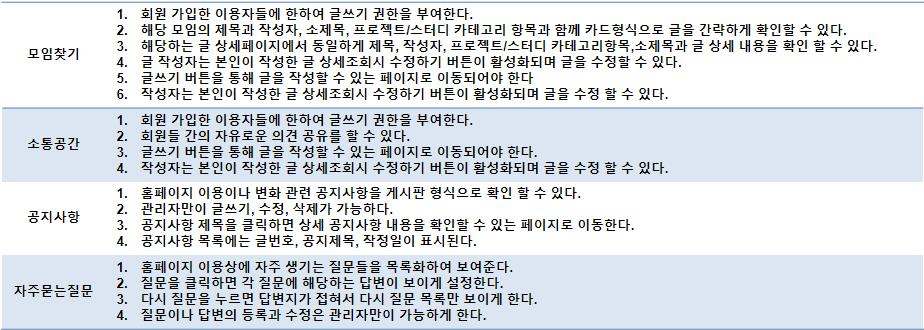 모임찾기
1. 회원 가입한 이용자들에 한하여 글쓰기 권한을 부여한다.
2. 해당 모임의 제목과 작성자, 소제목, 프로젝트/스터디 카테고리 항목과 함께 카드형식으로 글을 간략하게 확인할 수 있다.
3. 해당하는 글 상세페이지에서 동일하게 제목, 작성자, 프로젝트/스터디 카테고리항목,소제목과 글 상세 내용을 확인 할 수 있다.
4. 글 작성자는 본인이 작성한 글 상세조회시 수정하기 버튼이 활성화되며 글을 수정할 수 있다.
5. 글쓰기 버튼을 통해 글을 작성할 수 있는 페이지로 이동되어야 한다
6. 작성자는 본인이 작성한 글 상세조회시 수정하기 버튼이 활성화되며 글을 수정 할 수 있다.
소통공간
1. 회원 가입한 이용자들에 한하여 글쓰기 권한을 부여한다.
2. 회원들 간의 자유로운 의견 공유를 할 수 있다.
3. 글쓰기 버튼을 통해 글을 작성할 수 있는 페이지로 이동되어야 한다.
4. 작성자는 본인이 작성한 글 상세조회시 수정하기 버튼이 활성화되며 글을 수정 할 수 있다.
공지사항
1. 홈페이지 이용이나 변화 관련 공지사항을 게시판 형식으로 확인 할 수 있다.
2. 관리자만이 글쓰기, 수정, 삭제가 가능하다.
3. 공지사항 제목을 클릭하면 상세 공지사항 내용을 확인할 수 있는 페이지로 이동한다.
4. 공지사항 목록에는 글번호, 공지제목, 작정일이 표시된다.
자주묻는질문
1. 홈페이지 이용상에 자주 생기는 질문들을 목록화하여 보여준다.
2. 질문을 클릭하면 각 질문에 해당하는 답변이 보이게 설정한다.
3. 다시 질문을 누르면 답변지가 접혀서 다시 질문 목록만 보이게 한다.
4. 질문이나 답변의 등록과 수정은 관리자만이 가능하게 한다.